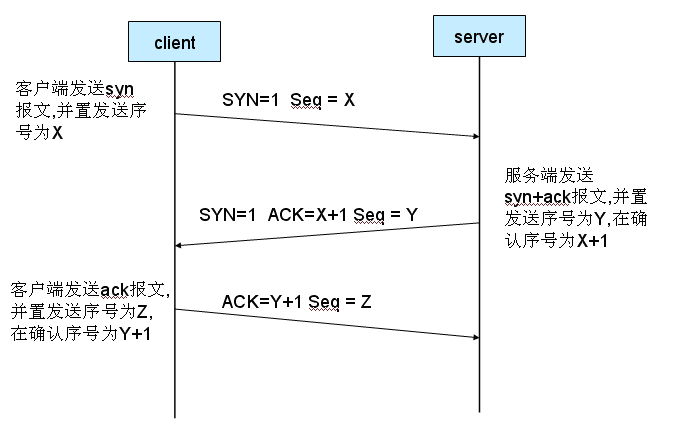 client
server
客户端发送syn
报文,并置发送序
号为X
SYN=1 Seq = X
服务端发送
syn+ack报文,并置
发送序号为Y,在确
认序号为X+1
SYN=1 ACK=X+1 Seq = Y
客户端发送ack报文,
并置发送序号为Z,
在确认序号为Y+1
ACK=Y+1 Seq = Z